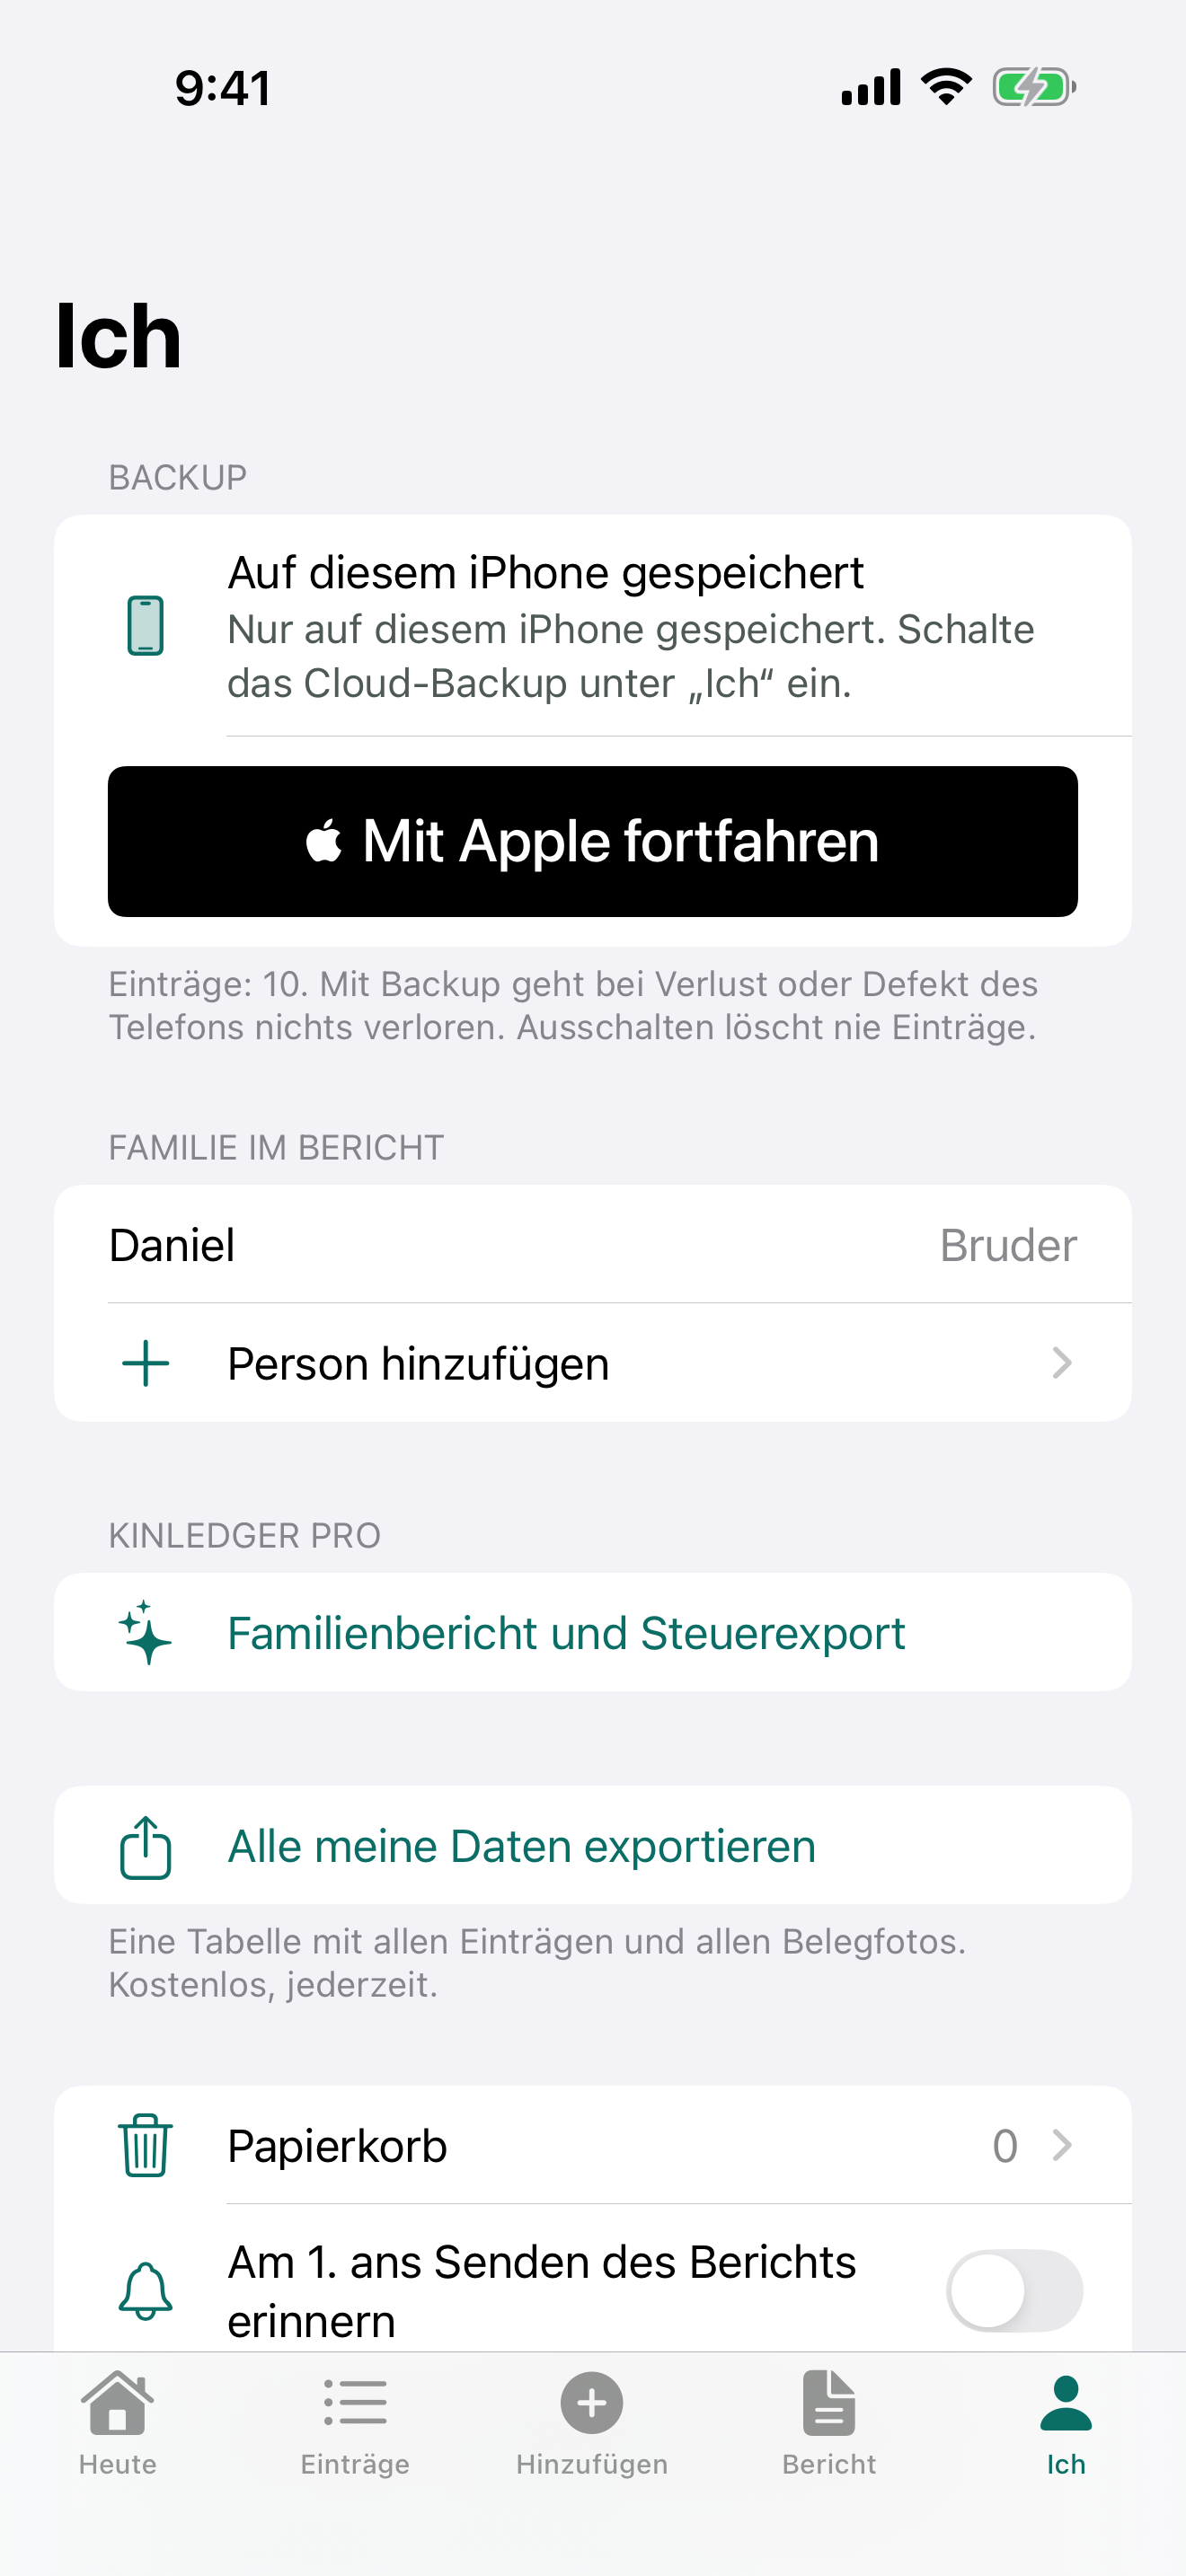 9:41
Ich
BACKUP
Auf diesem iPhone gespeichert
Nur auf diesem iPhone gespeichert. Schalte
das Cloud-Backup unter „Ich“ ein.
Mit Apple fortfahren
Einträge: 10. Mit Backup geht bei Verlust oder Defekt des
Telefons nichts verloren. Ausschalten löscht nie Einträge.
FAMILIE IM BERICHT
Daniel Bruder
Person hinzufügen
KINLEDGER PRO
Familienbericht und Steuerexport
Alle meine Daten exportieren
Eine Tabelle mit allen Einträgen und allen Belegfotos.
Kostenlos, jederzeit.
Papierkorb 0
Am 1. ans Senden des Berichts
erinnern
Heute Einträge Hinzufügen Bericht Ich